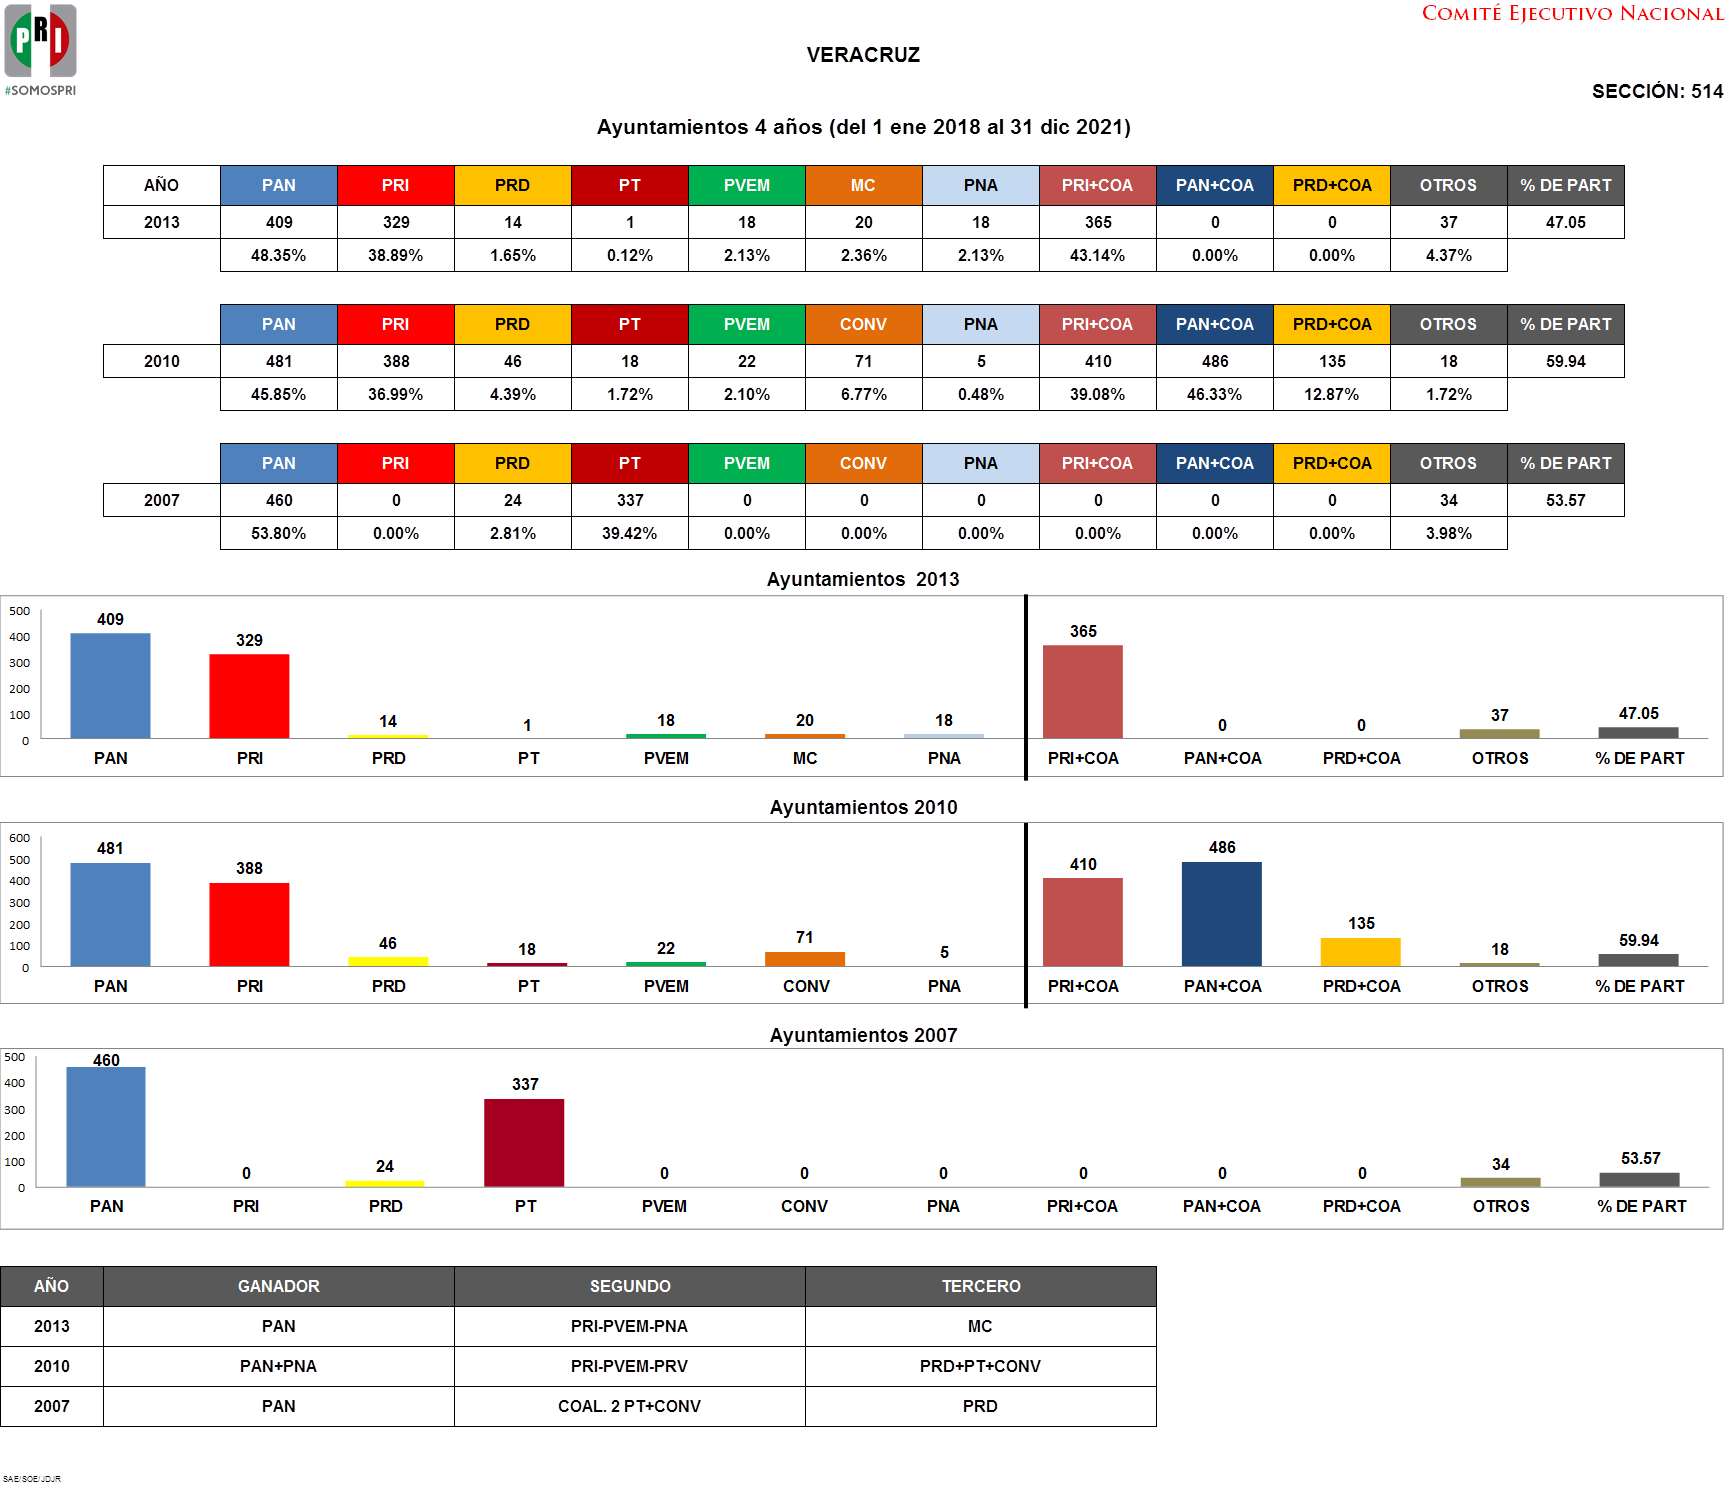 PRI
#SOMOSPRI
COMITÉ EJECUTIVO NACIONAL
VERACRUZ
SECCIÓN: 514
Ayuntamientos 4 años (del 1 ene 2018 al 31 dic 2021)
AÑO PAN PRI PRD PT PVEM MC PNA PRI+COA PAN+COA PRD+COA OTROS % DE PART
2013 409 329 14 1 18 20 18 365 0 0 37 47.05
48.35% 38.89% 1.65% 0.12% 2.13% 2.36% 2.13% 43.14% 0.00% 0.00% 4.37%
PAN PRI PRD PT PVEM CONV PNA PRI+COA PAN+COA PRD+COA OTROS % DE PART
2010 481 388 46 18 22 71 5 410 486 135 18 59.94
45.85% 36.99% 4.39% 1.72% 2.10% 6.77% 0.48% 39.08% 46.33% 12.87% 1.72%
PAN PRI PRD PT PVEM CONV PNA PRI+COA PAN+COA PRD+COA OTROS % DE PART
2007 460 0 24 337 0 0 0 0 0 0 34 53.57
53.80% 0.00% 2.81% 39.42% 0.00% 0.00% 0.00% 0.00% 0.00% 0.00% 3.98%
Ayuntamientos 2013
500
400
300
200
100
0
409 329 14 1 18 20 18 365 0 0 37 47.05
PAN PRI PRD PT PVEM MC PNA PRI+COA PAN+COA PRD+COA OTROS % DE PART
Ayuntamientos 2010
600
500
400
300
200
100
0
481 388 46 18 22 71 5 410 486 135 18 59.94
PAN PRI PRD PT PVEM CONV PNA PRI+COA PAN+COA PRD+COA OTROS % DE PART
Ayuntamientos 2007
500
400
300
200
100
0
460 0 24 337 0 0 0 0 0 0 34 53.57
PAN PRI PRD PT PVEM CONV PNA PRI+COA PAN+COA PRD+COA OTROS % DE PART
AÑO GANADOR SEGUNDO TERCERO
2013 PAN PRI-PVEM-PNA MC
2010 PAN+PNA PRI-PVEM-PRV PRD+PT+CONV
2007 PAN COAL. 2 PT+CONV PRD
SAE/SOE/JDJR